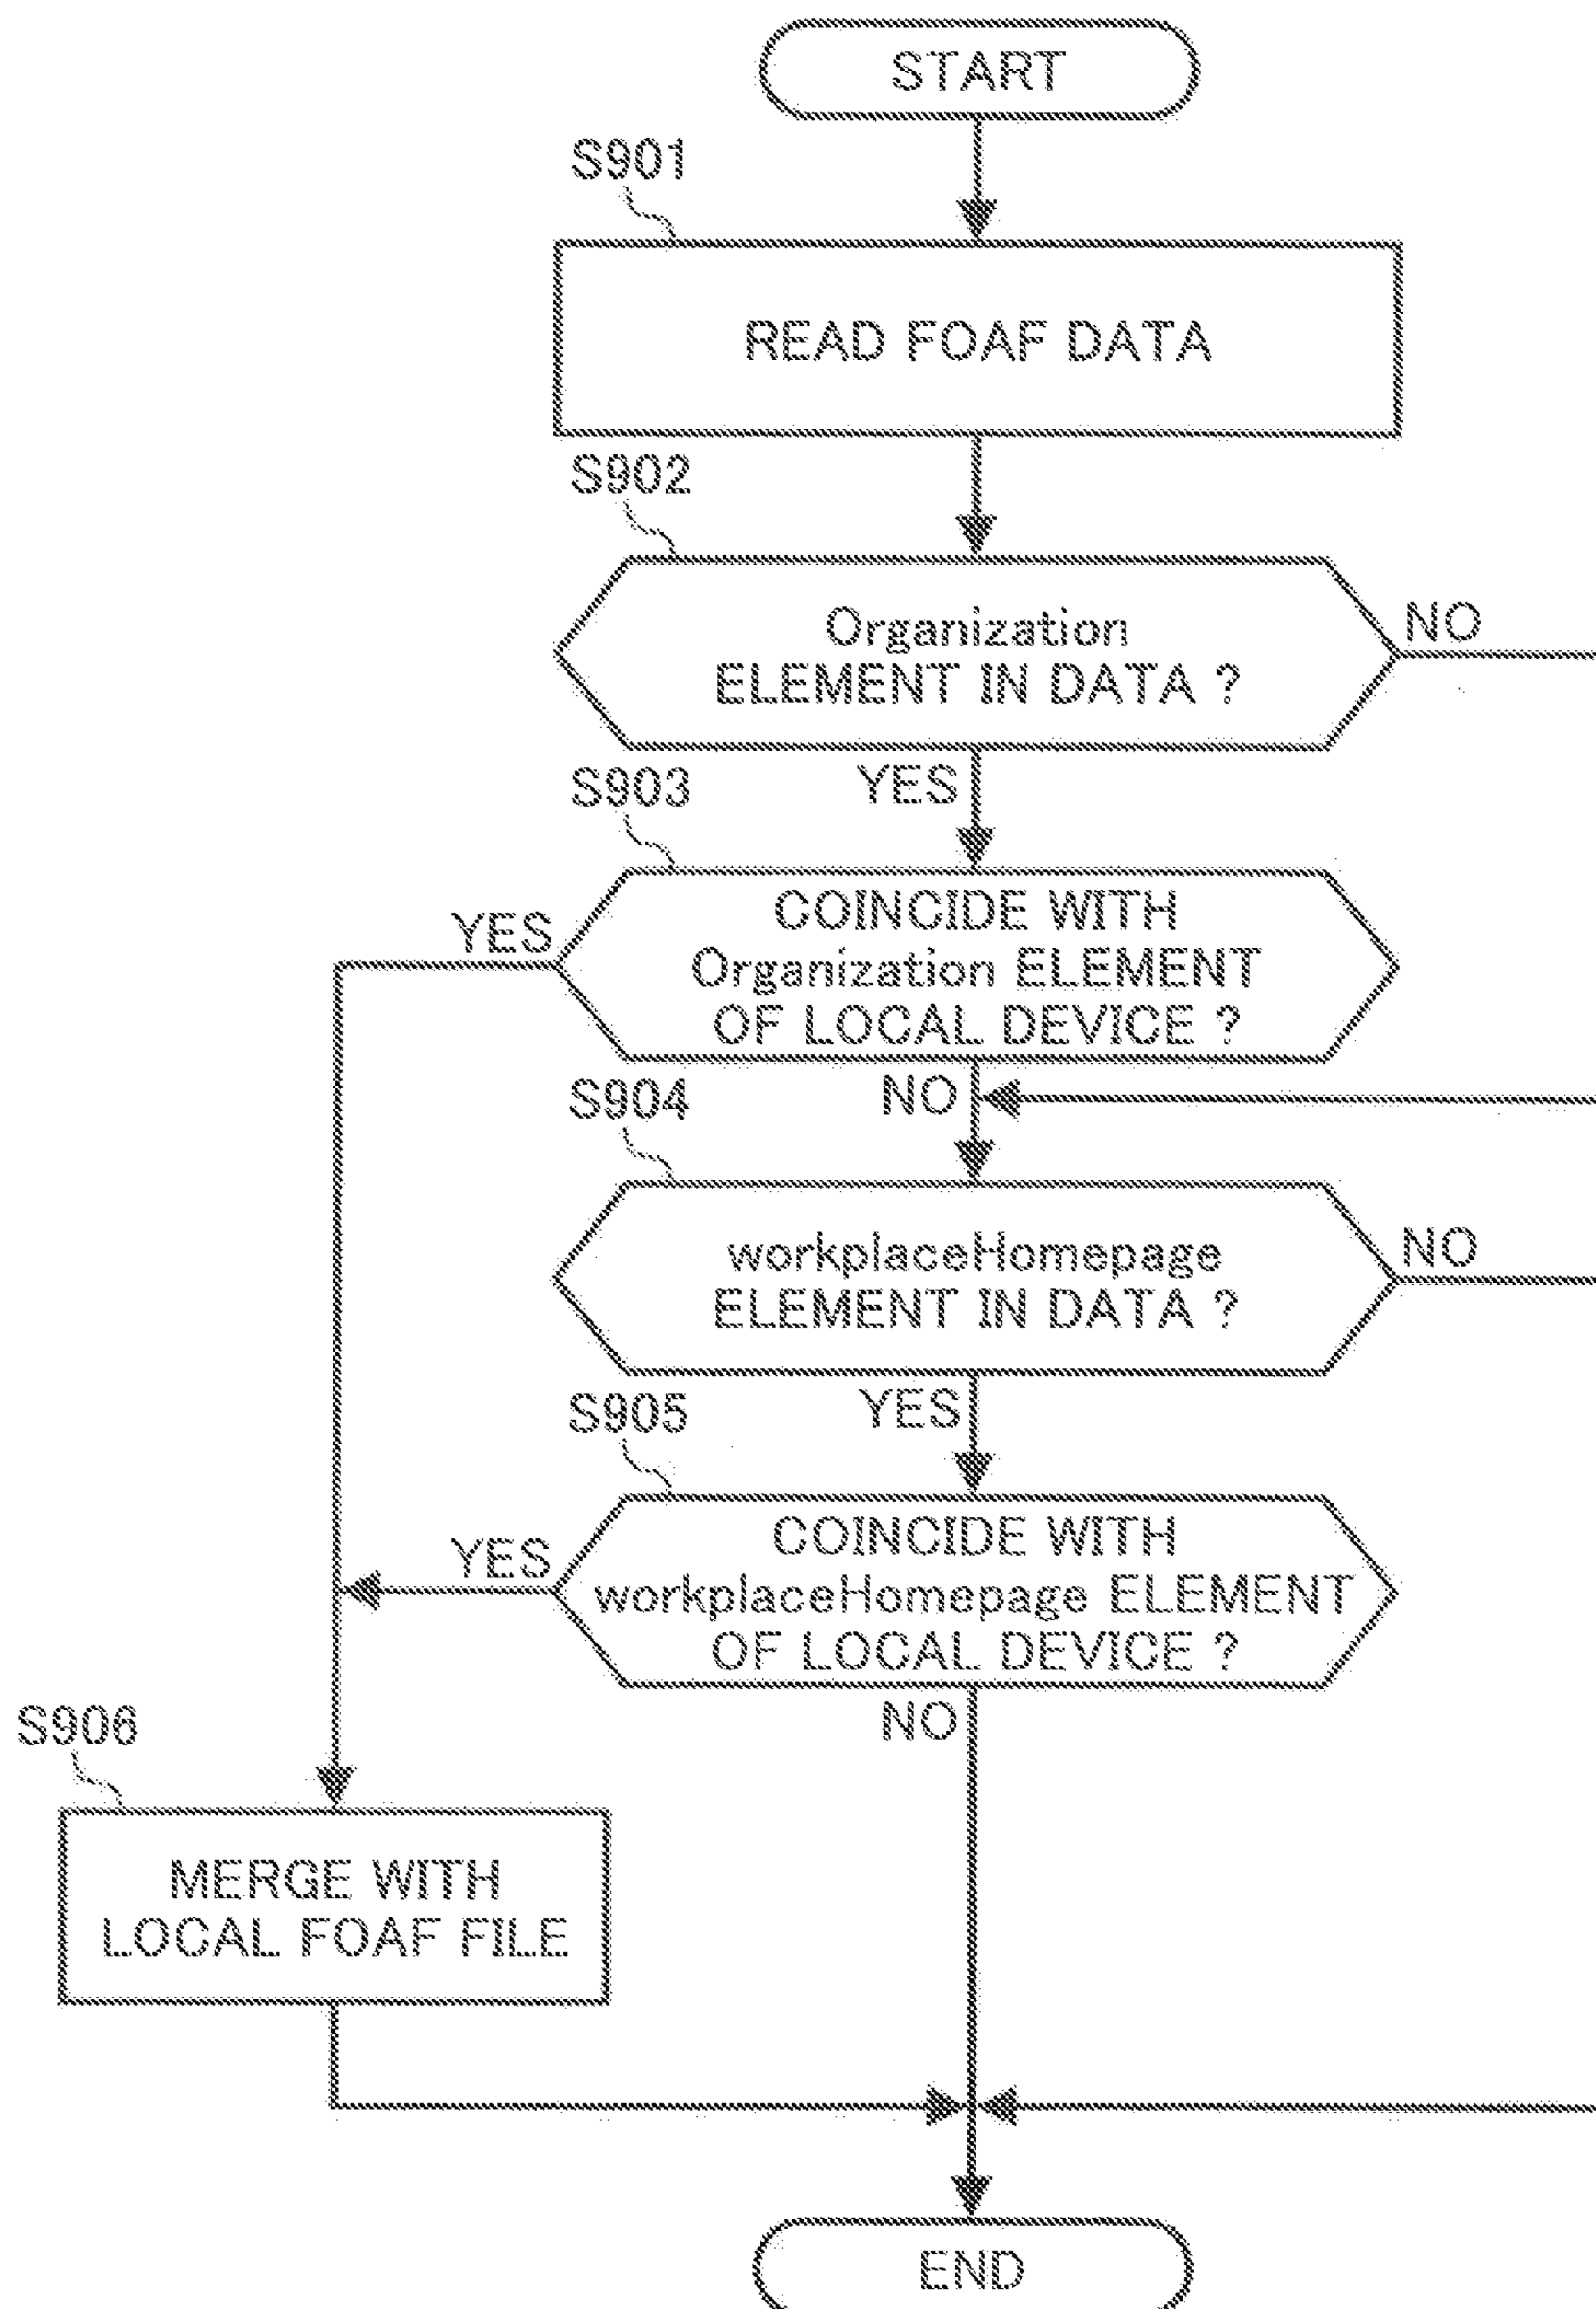 START
S901
READ FOAF DATA
S902
Organization
ELEMENT IN DATA ?
NO
YES
S903
COINCIDE WITH
Organization ELEMENT
OF LOCAL DEVICE ?
YES
NO
S904
workplaceHomepage
ELEMENT IN DATA ?
NO
YES
S905
COINCIDE WITH
workplaceHomepage ELEMENT
OF LOCAL DEVICE ?
YES
NO
S906
MERGE WITH
LOCAL FOAF FILE
END